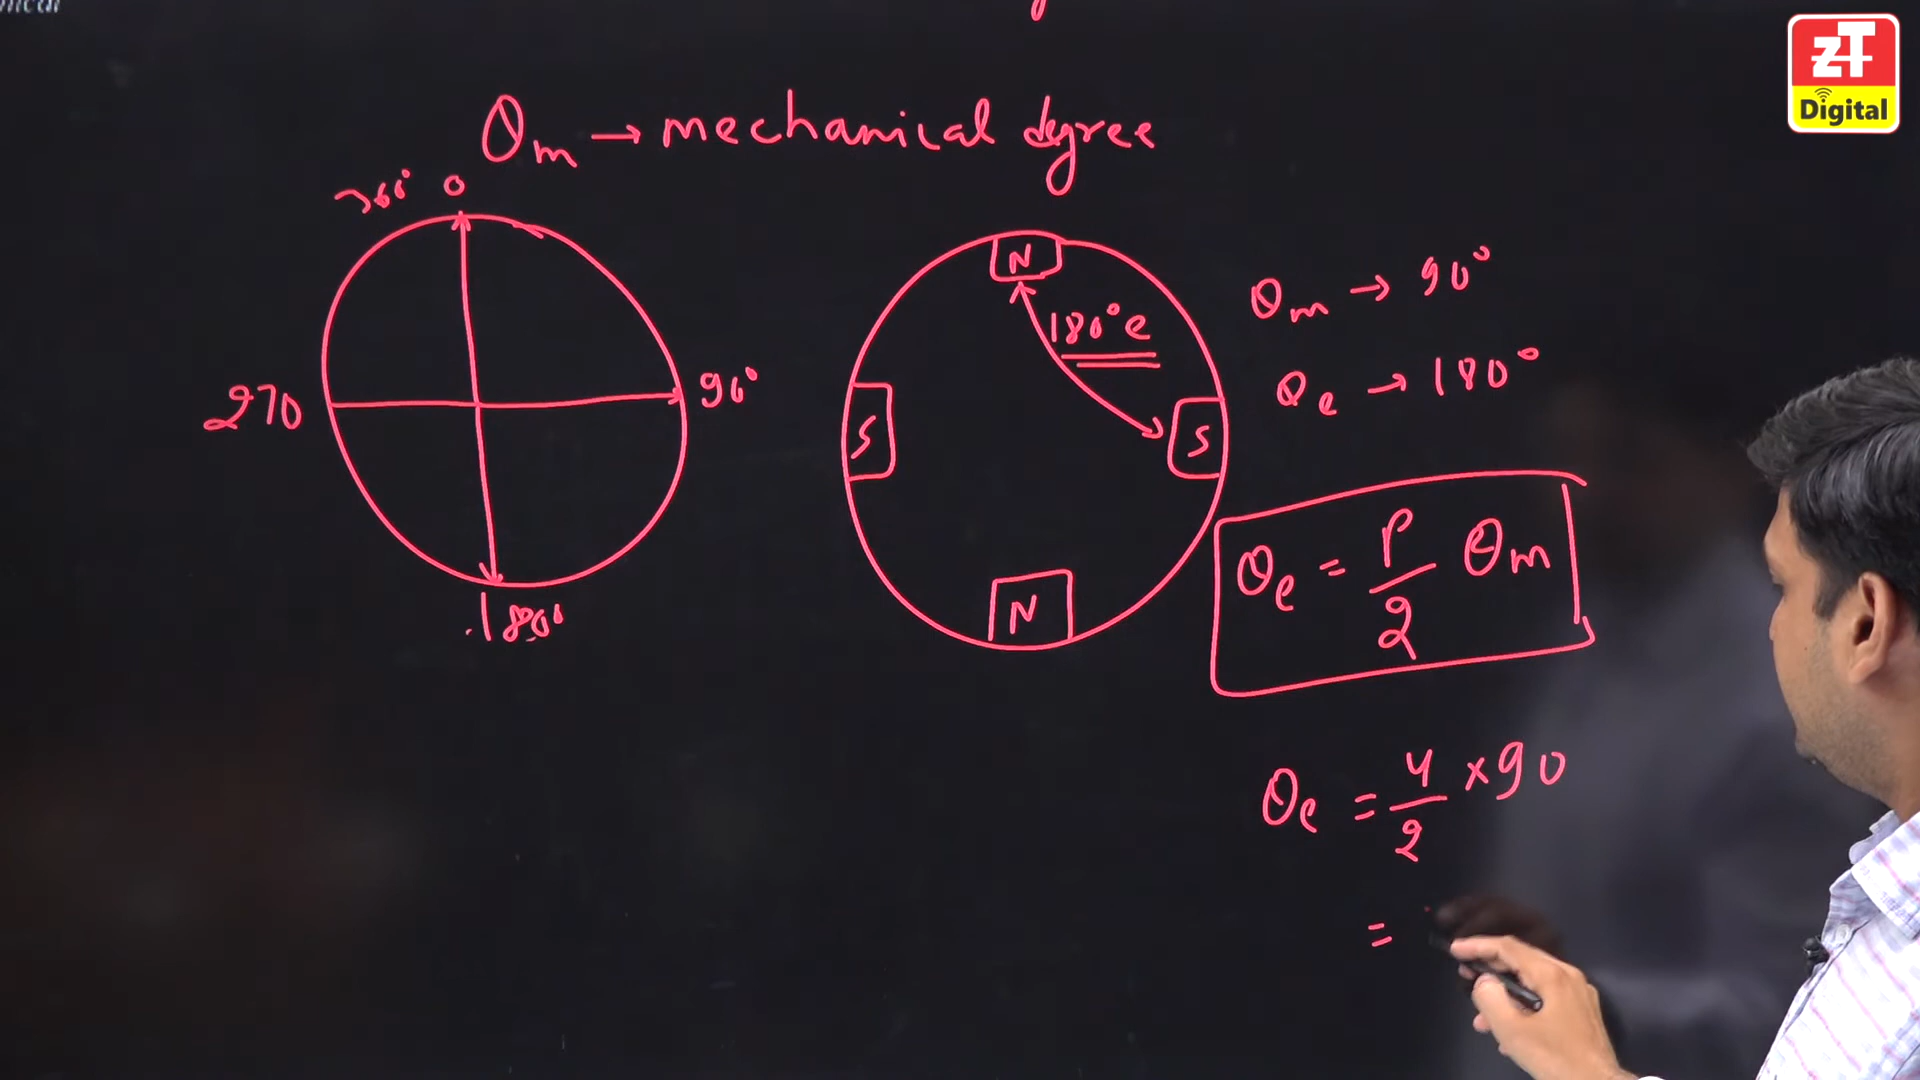 ZT
Digital
θm → mechanical degree
360° 0
90°
270
180°
N
180°e
S
S
N
θm → 90°
θe → 180°
θe = P/2 θm
θe = 4/2 × 90
=